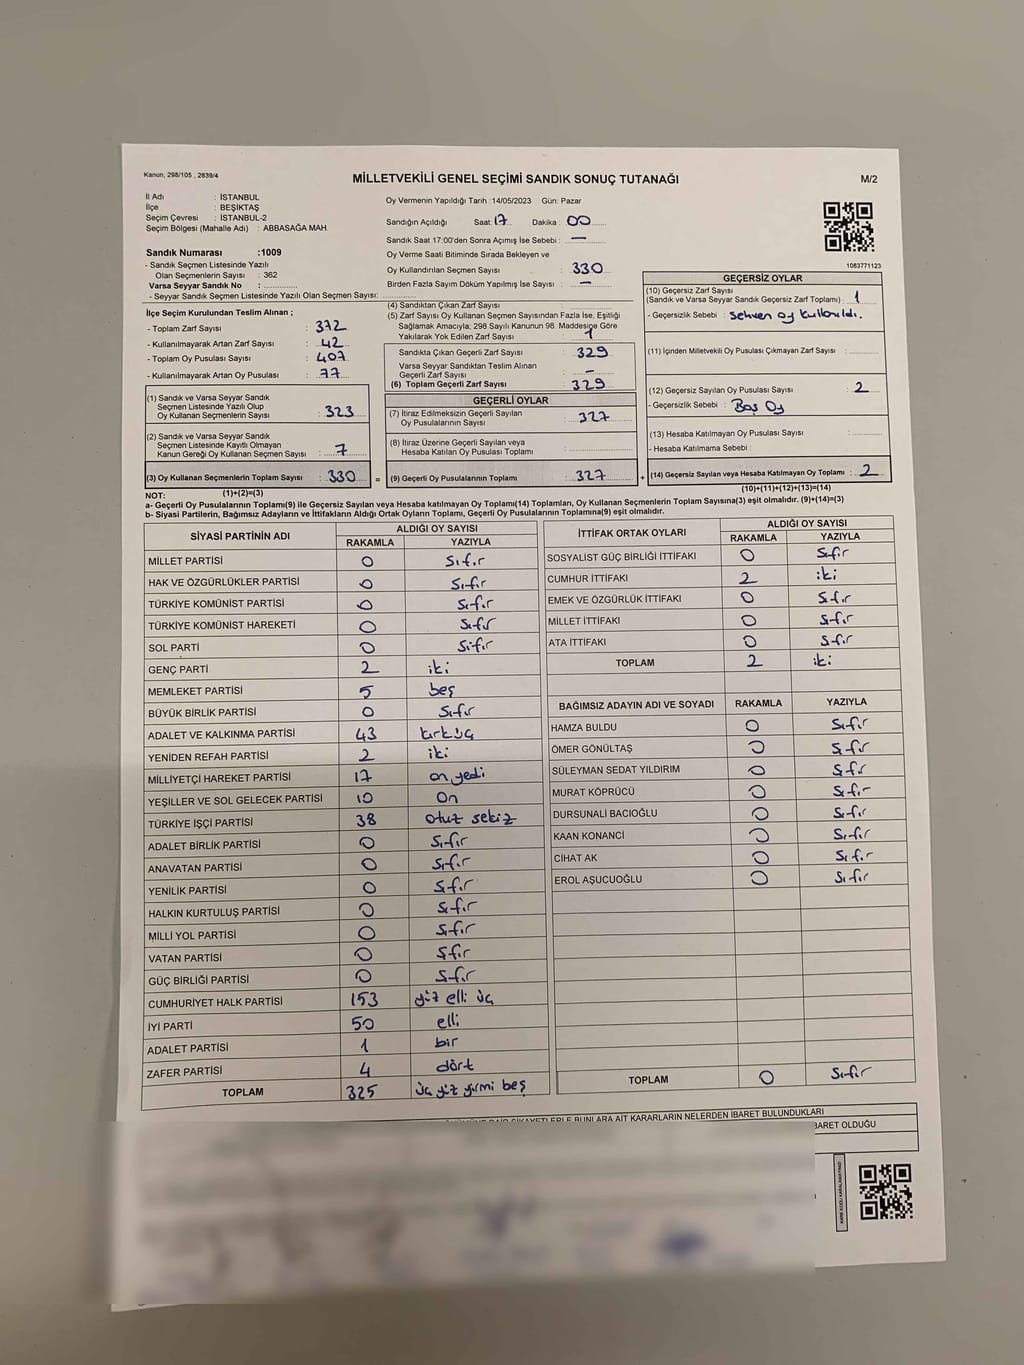 Kanun, 298/105 , 2839/4
MİLLETVEKİLİ GENEL SEÇİMİ SANDIK SONUÇ TUTANAĞI
M/2
İl Adı : İSTANBUL
İlçe : BEŞİKTAŞ
Seçim Çevresi : İSTANBUL-2
Seçim Bölgesi (Mahalle Adı) : ABBASAĞA MAH.
Sandık Numarası :1009
- Sandık Seçmen Listesinde Yazılı
Olan Seçmenlerin Sayısı : 362
Varsa Seyyar Sandık No :
- Seyyar Sandık Seçmen Listesinde Yazılı Olan Seçmen Sayısı:
Oy Vermenin Yapıldığı Tarih :14/05/2023 Gün: Pazar
Sandığın Açıldığı Saat: 17 Dakika : 00
Sandık Saat 17:00'den Sonra Açımış İse Sebebi : —
Oy Verme Saati Bitiminde Sırada Bekleyen ve
Oy Kullandırılan Seçmen Sayısı : 330
Birden Fazla Sayım Döküm Yapılmış İse Sayısı : —
1083771123
İlçe Seçim Kurulundan Teslim Alınan ;
- Toplam Zarf Sayısı : 372
- Kullanılmayarak Artan Zarf Sayısı : 42
- Toplam Oy Pusulası Sayısı : 407
- Kullanılmayarak Artan Oy Pusulası : 77
(1) Sandık ve Varsa Seyyar Sandık
Seçmen Listesinde Yazılı Olup
Oy Kullanan Seçmenlerin Sayısı : 323
(2) Sandık ve Varsa Seyyar Sandık
Seçmen Listesinde Kayıtlı Olmayan
Kanun Gereği Oy Kullanan Seçmen Sayısı : 7
(3) Oy Kullanan Seçmenlerin Toplam Sayısı : 330
(1)+(2)=(3)
(4) Sandıktan Çıkan Zarf Sayısı :
(5) Zarf Sayısı Oy Kullanan Seçmen Sayısından Fazla İse, Eşitliği
Sağlamak Amacıyla; 298 Sayılı Kanunun 98. Maddesine Göre
Yakılarak Yok Edilen Zarf Sayısı : 1
Sandıkta Çıkan Geçerli Zarf Sayısı : 329
Varsa Seyyar Sandıktan Teslim Alınan
Geçerli Zarf Sayısı : -
(6) Toplam Geçerli Zarf Sayısı : 329
GEÇERLİ OYLAR
(7) İtiraz Edilmeksizin Geçerli Sayılan
Oy Pusulalarının Sayısı : 327
(8) İtiraz Üzerine Geçerli Sayılan veya
Hesaba Katılan Oy Pusulası Toplamı :
= (9) Geçerli Oy Pusulalarının Toplamı : 327
GEÇERSİZ OYLAR
(10) Geçersiz Zarf Sayısı
(Sandık ve Varsa Seyyar Sandık Geçersiz Zarf Toplamı) : 1
- Geçersizlik Sebebi : Sehven oy kullanıldı.
(11) İçinden Milletvekili Oy Pusulası Çıkmayan Zarf Sayısı :
(12) Geçersiz Sayılan Oy Pusulası Sayısı : 2
- Geçersizlik Sebebi : Boş Oy
(13) Hesaba Katılmayan Oy Pusulası Sayısı :
- Hesaba Katılmama Sebebi :
+ (14) Geçersiz Sayılan veya Hesaba Katılmayan Oy Toplamı : 2
(10)+(11)+(12)+(13)=(14)
NOT:
a- Geçerli Oy Pusulalarının Toplamı(9) ile Geçersiz Sayılan veya Hesaba katılmayan Oy Toplamı(14) Toplamları, Oy Kullanan Seçmenlerin Toplam Sayısına(3) eşit olmalıdır. (9)+(14)=(3)
b- Siyasi Partilerin, Bağımsız Adayların ve İttifakların Aldığı Ortak Oyların Toplamı, Geçerli Oy Pusulalarının Toplamına(9) eşit olmalıdır.
SİYASİ PARTİNİN ADI ALDIĞI OY SAYISI
RAKAMLA YAZIYLA
MİLLET PARTİSİ 0 Sıfır
HAK VE ÖZGÜRLÜKLER PARTİSİ 0 Sıfır
TÜRKİYE KOMÜNİST PARTİSİ 0 Sıfır
TÜRKİYE KOMÜNİST HAREKETİ 0 Sıfır
SOL PARTİ 0 Sıfır
GENÇ PARTİ 2 iki
MEMLEKET PARTİSİ 5 beş
BÜYÜK BİRLİK PARTİSİ 0 Sıfır
ADALET VE KALKINMA PARTİSİ 43 kırküç
YENİDEN REFAH PARTİSİ 2 iki
MİLLİYETÇİ HAREKET PARTİSİ 17 on yedi
YEŞİLLER VE SOL GELECEK PARTİSİ 10 On
TÜRKİYE İŞÇİ PARTİSİ 38 otuz sekiz
ADALET BİRLİK PARTİSİ 0 Sıfır
ANAVATAN PARTİSİ 0 Sıfır
YENİLİK PARTİSİ 0 Sıfır
HALKIN KURTULUŞ PARTİSİ 0 Sıfır
MİLLİ YOL PARTİSİ 0 Sıfır
VATAN PARTİSİ 0 Sıfır
GÜÇ BİRLİĞİ PARTİSİ 0 Sıfır
CUMHURİYET HALK PARTİSİ 153 yüz elli üç
İYİ PARTİ 50 elli
ADALET PARTİSİ 1 bir
ZAFER PARTİSİ 4 dört
TOPLAM 325 üç yüz yirmi beş
İTTİFAK ORTAK OYLARI ALDIĞI OY SAYISI
RAKAMLA YAZIYLA
SOSYALİST GÜÇ BİRLİĞİ İTTİFAKI 0 Sıfır
CUMHUR İTTİFAKI 2 iki
EMEK VE ÖZGÜRLÜK İTTİFAKI 0 Sıfır
MİLLET İTTİFAKI 0 Sıfır
ATA İTTİFAKI 0 Sıfır
TOPLAM 2 iki
BAĞIMSIZ ADAYIN ADI VE SOYADI RAKAMLA YAZIYLA
HAMZA BULDU 0 Sıfır
ÖMER GÖNÜLTAŞ 0 Sıfır
SÜLEYMAN SEDAT YILDIRIM 0 Sıfır
MURAT KÖPRÜCÜ 0 Sıfır
DURSUNALİ BACIOĞLU 0 Sıfır
KAAN KONANCİ 0 Sıfır
CİHAT AK 0 Sıfır
EROL AŞUCUOĞLU 0 Sıfır
TOPLAM 0 Sıfır
BUNLARA AİT KARARLARIN NELERDEN İBARET BULUNDUKLARI
İBARET OLDUĞU